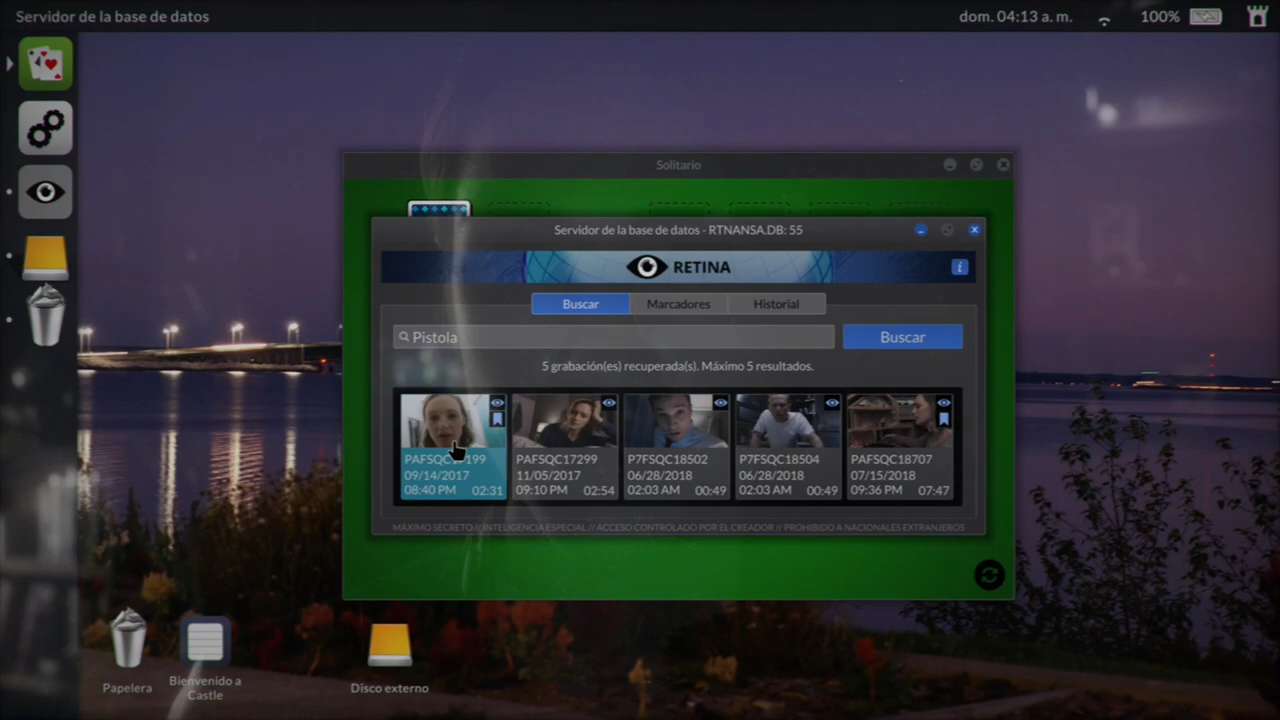 Servidor de la base de datos
dom. 04:13 a. m.
100%
Solitario
Servidor de la base de datos - RTNANSA.DB: 55
RETINA
i
Buscar
Marcadores
Historial
Pistola
Buscar
5 grabación(es) recuperada(s). Máximo 5 resultados.
PAFSQC17199
09/14/2017
08:40 PM 02:31
PAFSQC17299
11/05/2017
09:10 PM 02:54
P7FSQC18502
06/28/2018
02:03 AM 00:49
P7FSQC18504
06/28/2018
02:03 AM 00:49
PAFSQC18707
07/15/2018
09:36 PM 07:47
MÁXIMO SECRETO // INTELIGENCIA ESPECIAL // ACCESO CONTROLADO POR EL CREADOR // PROHIBIDO A NACIONALES EXTRANJEROS
Papelera
Bienvenido a
Castle
Disco externo